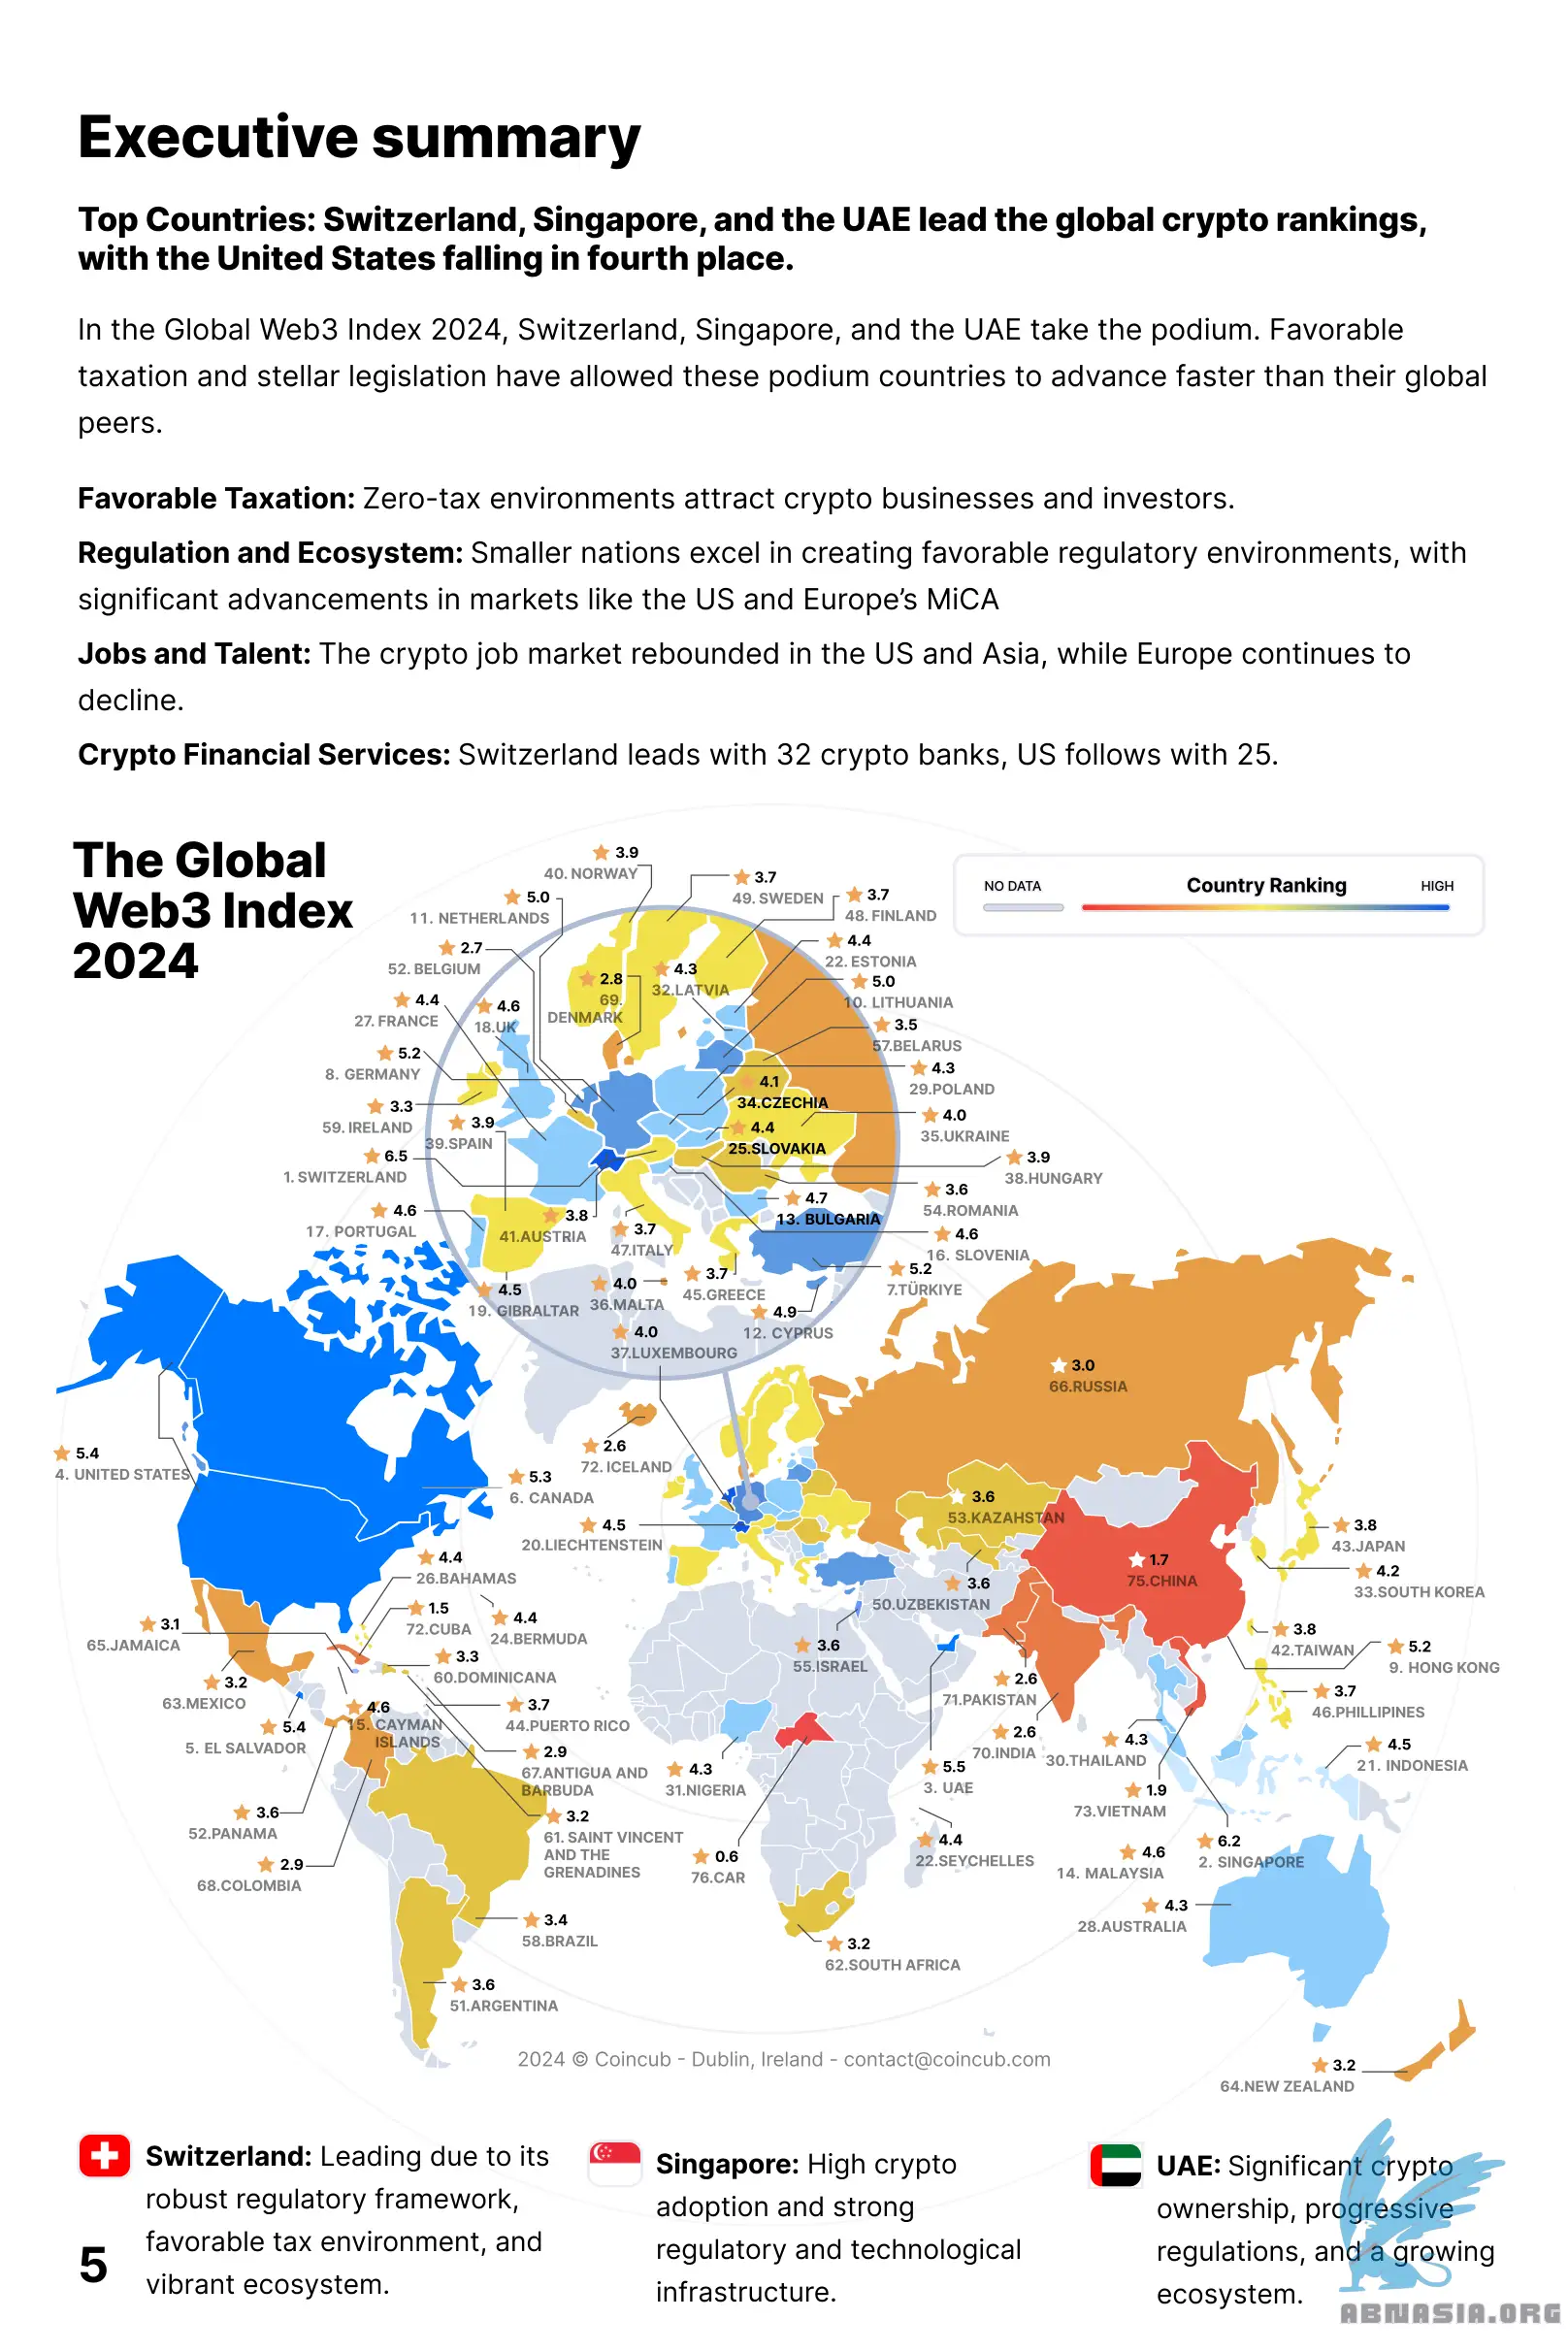 Executive summary
Top Countries: Switzerland, Singapore, and the UAE lead the global crypto rankings,
with the United States falling in fourth place.
In the Global Web3 Index 2024, Switzerland, Singapore, and the UAE take the podium. Favorable
taxation and stellar legislation have allowed these podium countries to advance faster than their global
peers.
Favorable Taxation: Zero-tax environments attract crypto businesses and investors.
Regulation and Ecosystem: Smaller nations excel in creating favorable regulatory environments, with
significant advancements in markets like the US and Europe's MiCA
Jobs and Talent: The crypto job market rebounded in the US and Asia, while Europe continues to
decline.
Crypto Financial Services: Switzerland leads with 32 crypto banks, US follows with 25.
The Global
Web3 Index
2024
NO DATA
Country Ranking
HIGH
3.9
40. NORWAY
3.7
49. SWEDEN
3.7
48. FINLAND
5.0
11. NETHERLANDS
4.4
22. ESTONIA
2.7
52. BELGIUM
4.3
32.LATVIA
2.8
69.
DENMARK
5.0
10. LITHUANIA
4.4
27. FRANCE
4.6
18.UK
3.5
57.BELARUS
5.2
8. GERMANY
4.3
29.POLAND
4.1
34.CZECHIA
3.3
59. IRELAND
3.9
39.SPAIN
4.0
35.UKRAINE
4.4
25.SLOVAKIA
6.5
1. SWITZERLAND
3.9
38.HUNGARY
3.6
54.ROMANIA
4.6
17. PORTUGAL
3.8
41.AUSTRIA
3.7
47.ITALY
4.7
13. BULGARIA
4.6
16. SLOVENIA
5.2
7.TÜRKIYE
4.5
19. GIBRALTAR
4.0
36.MALTA
3.7
45.GREECE
4.9
12. CYPRUS
4.0
37.LUXEMBOURG
3.0
66.RUSSIA
2.6
72. ICELAND
5.4
4. UNITED STATES
5.3
6. CANADA
3.6
53.KAZAHSTAN
4.5
20.LIECHTENSTEIN
3.8
43.JAPAN
4.4
26.BAHAMAS
1.7
75.CHINA
4.2
33.SOUTH KOREA
3.6
50.UZBEKISTAN
1.5
72.CUBA
4.4
24.BERMUDA
3.1
65.JAMAICA
3.6
55.ISRAEL
3.8
42.TAIWAN
5.2
9. HONG KONG
3.3
60.DOMINICANA
3.2
63.MEXICO
2.6
71.PAKISTAN
3.7
46.PHILLIPINES
4.6
15. CAYMAN
ISLANDS
3.7
44.PUERTO RICO
5.4
5. EL SALVADOR
2.6
70.INDIA
4.3
30.THAILAND
4.5
21. INDONESIA
2.9
67.ANTIGUA AND
BARBUDA
4.3
31.NIGERIA
5.5
3. UAE
1.9
73.VIETNAM
3.6
52.PANAMA
3.2
61. SAINT VINCENT
AND THE
GRENADINES
4.4
22.SEYCHELLES
6.2
2. SINGAPORE
4.6
14. MALAYSIA
2.9
68.COLOMBIA
0.6
76.CAR
4.3
28.AUSTRALIA
3.4
58.BRAZIL
3.2
62.SOUTH AFRICA
3.6
51.ARGENTINA
2024 © Coincub - Dublin, Ireland - contact@coincub.com
3.2
64.NEW ZEALAND
Switzerland: Leading due to its
robust regulatory framework,
favorable tax environment, and
vibrant ecosystem.
Singapore: High crypto
adoption and strong
regulatory and technological
infrastructure.
UAE: Significant crypto
ownership, progressive
regulations, and a growing
ecosystem.
5
ABNASIA.ORG